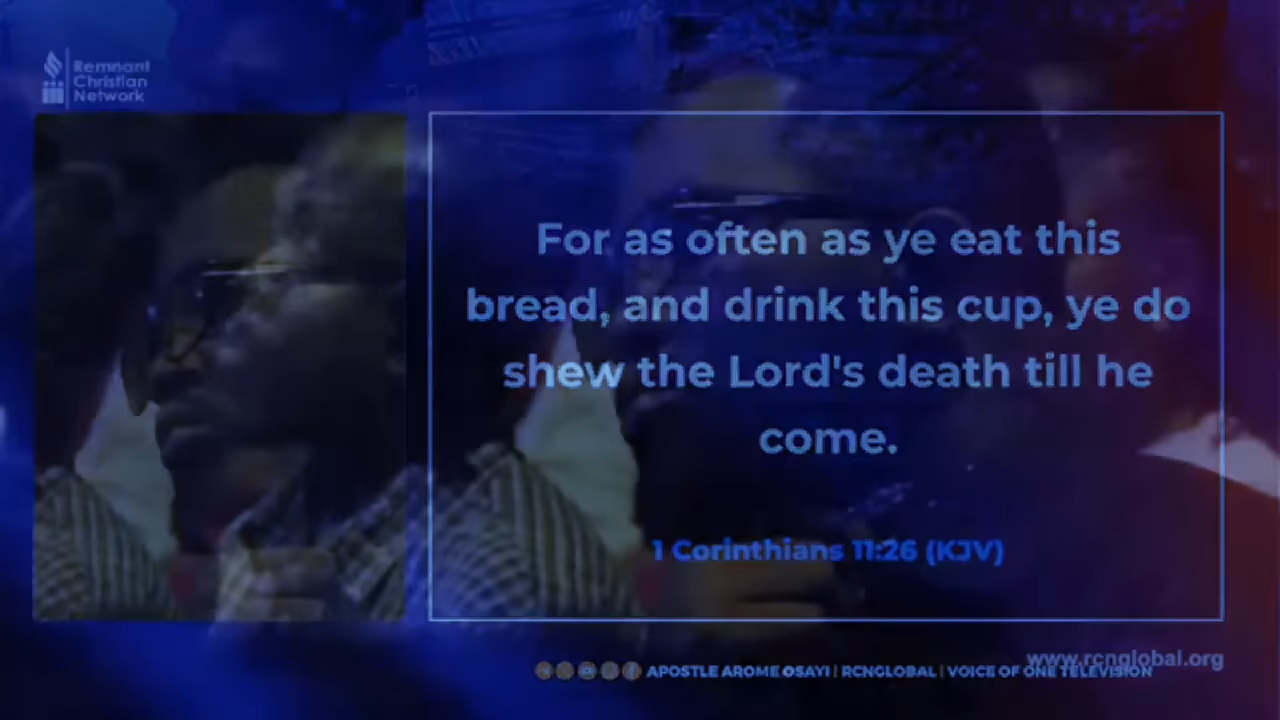 Remnant
Christian
Network
For as often as ye eat this
bread, and drink this cup, ye do
shew the Lord's death till he
come.
1 Corinthians 11:26 (KJV)
www.rcnglobal.org
APOSTLE AROME OSAYI | RCNGLOBAL | VOICE OF ONE TELEVISION